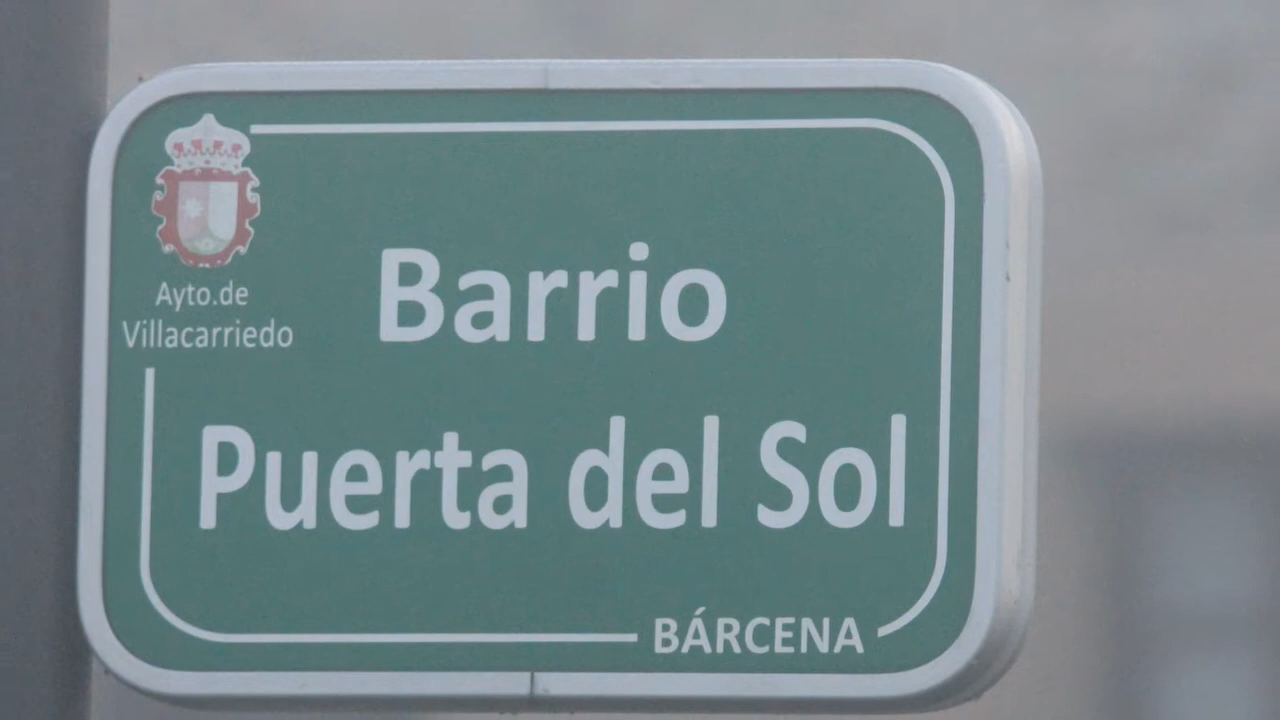 Ayto.de
Villacarriedo
Barrio
Puerta del Sol
BÁRCENA